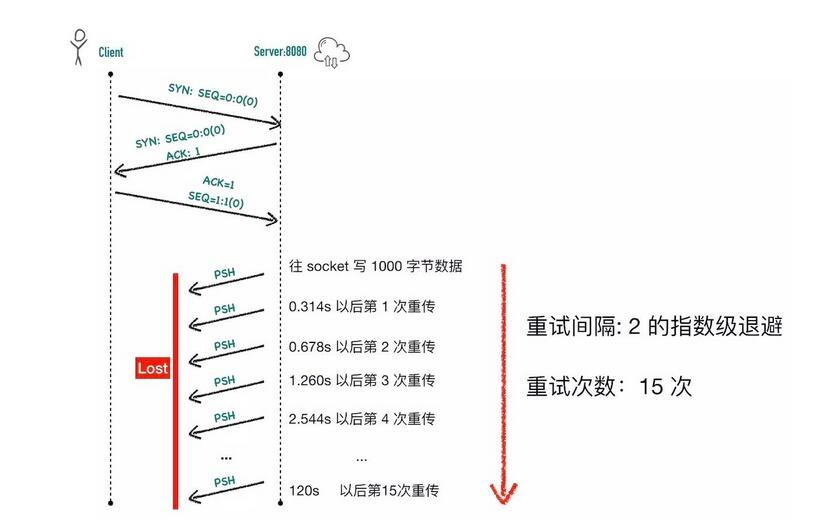 Client
Server:8080
SYN: SEQ=0:0(0)
SYN: SEQ=0:0(0)
ACK: 1
ACK=1
SEQ=1:1(0)
PSH
往 socket 写 1000 字节数据
PSH
0.314s 以后第 1 次重传
PSH
0.678s 以后第 2 次重传
Lost
PSH
1.260s 以后第 3 次重传
PSH
2.544s 以后第 4 次重传
...
...
PSH
120s 以后第15次重传
重试间隔: 2 的指数级退避
重试次数：15 次